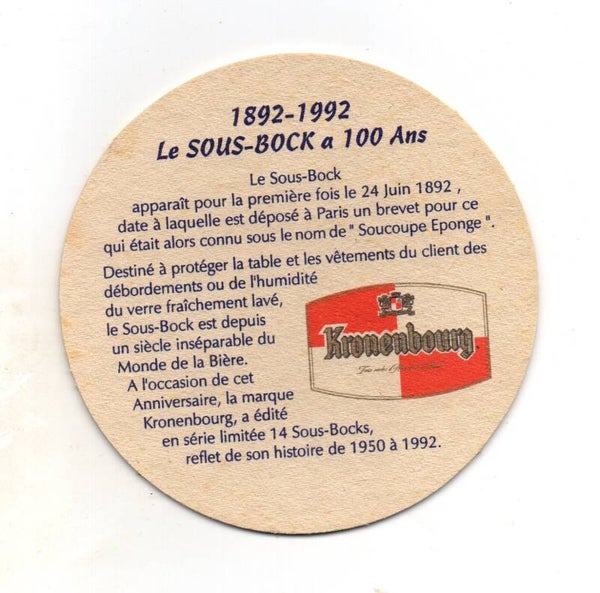 1892-1992
Le SOUS-BOCK a 100 Ans
Le Sous-Bock
apparaît pour la première fois le 24 Juin 1892 ,
date à laquelle est déposé à Paris un brevet pour ce
qui était alors connu sous le nom de " Soucoupe Eponge ".
Destiné à protéger la table et les vêtements du client des
débordements ou de l'humidité
du verre fraîchement lavé,
le Sous-Bock est depuis
un siècle inséparable du
Monde de la Bière.
A l'occasion de cet
Anniversaire, la marque
Kronenbourg, a édité
en série limitée 14 Sous-Bocks,
reflet de son histoire de 1950 à 1992.
Kronenbourg